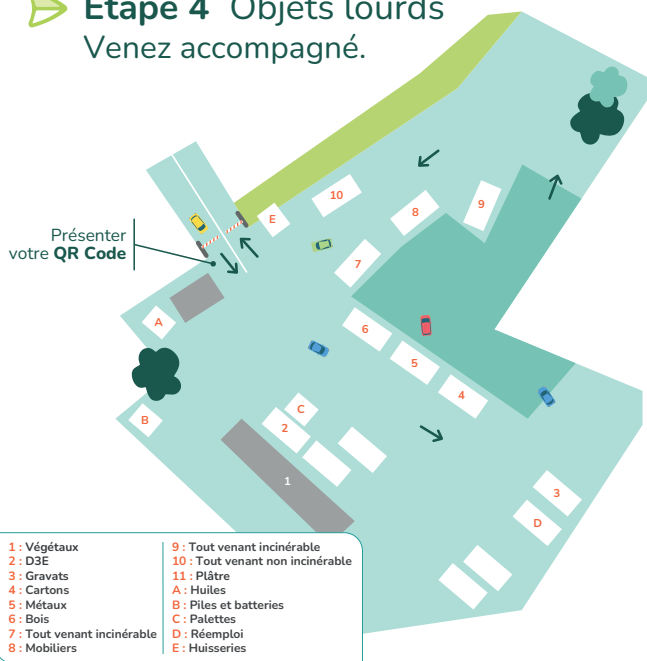 Étape 4 Objets lourds
Venez accompagné.
Présenter
votre QR Code
10
9
8
E
7
A
6
5
4
C
2
B
1
3
D
1 : Végétaux
2 : D3E
3 : Gravats
4 : Cartons
5 : Métaux
6 : Bois
7 : Tout venant incinérable
8 : Mobiliers
9 : Tout venant incinérable
10 : Tout venant non incinérable
11 : Plâtre
A : Huiles
B : Piles et batteries
C : Palettes
D : Réemploi
E : Huisseries